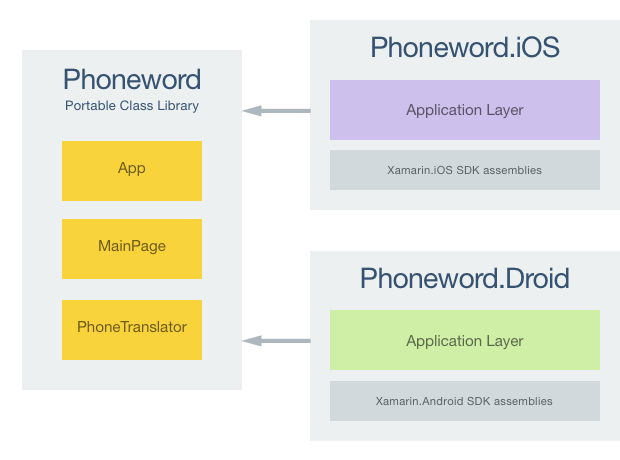 Phoneword
Portable Class Library
App
MainPage
PhoneTranslator
Phoneword.iOS
Application Layer
Xamarin.iOS SDK assemblies
Phoneword.Droid
Application Layer
Xamarin.Android SDK assemblies